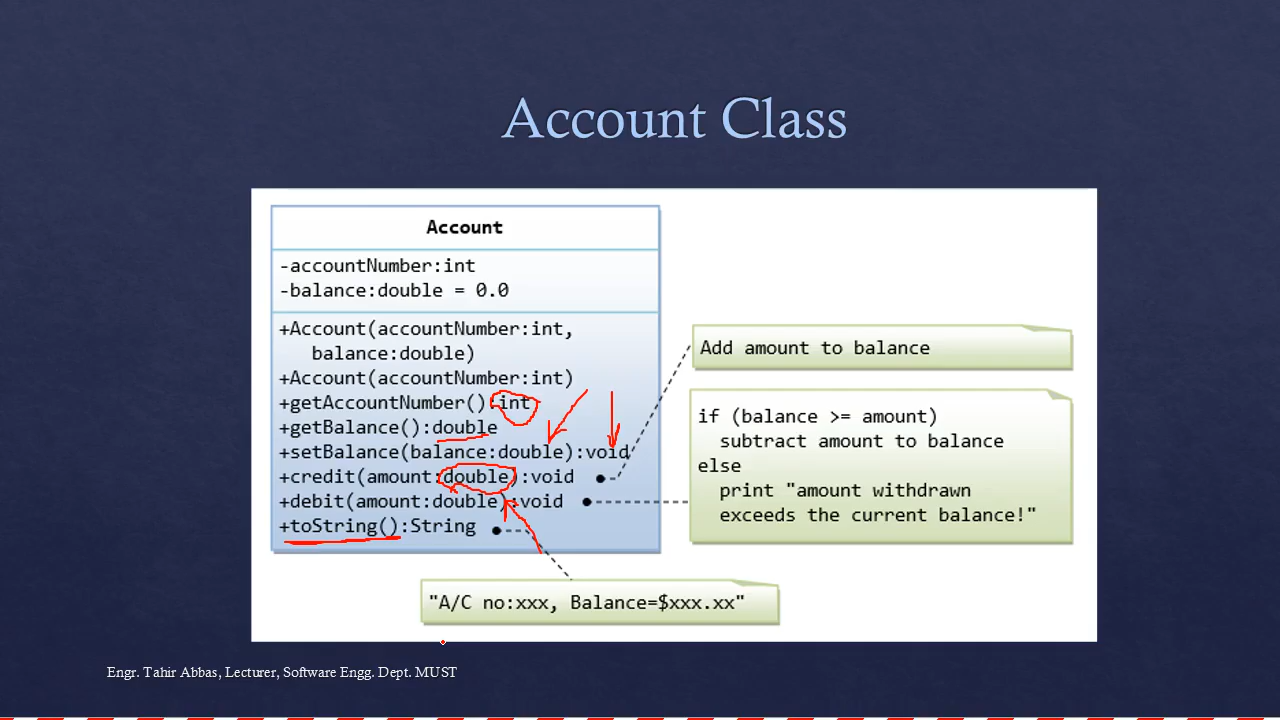 Account Class
Account
-accountNumber:int
-balance:double = 0.0
+Account(accountNumber:int,
balance:double)
+Account(accountNumber:int)
+getAccountNumber():int
+getBalance():double
+setBalance(balance:double):void
+credit(amount:double):void
+debit(amount:double):void
+toString():String
Add amount to balance
if (balance >= amount)
subtract amount to balance
else
print "amount withdrawn
exceeds the current balance!"
"A/C no:xxx, Balance=$xxx.xx"
Engr. Tahir Abbas, Lecturer, Software Engg. Dept. MUST